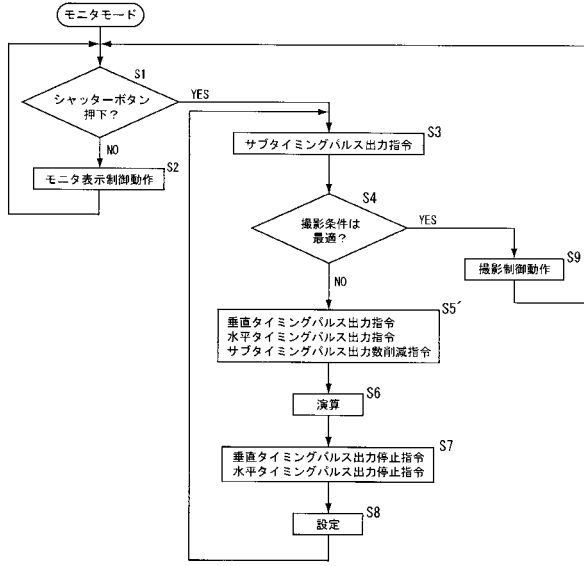 モニタモード
S1
シャッターボタン
押下？
YES
NO
S2
モニタ表示制御動作
S3
サブタイミングパルス出力指令
S4
撮影条件は
最適？
YES
NO
S9
撮影制御動作
S5´
垂直タイミングパルス出力指令
水平タイミングパルス出力指令
サブタイミングパルス出力数削減指令
S6
演算
S7
垂直タイミングパルス出力停止指令
水平タイミングパルス出力停止指令
S8
設定